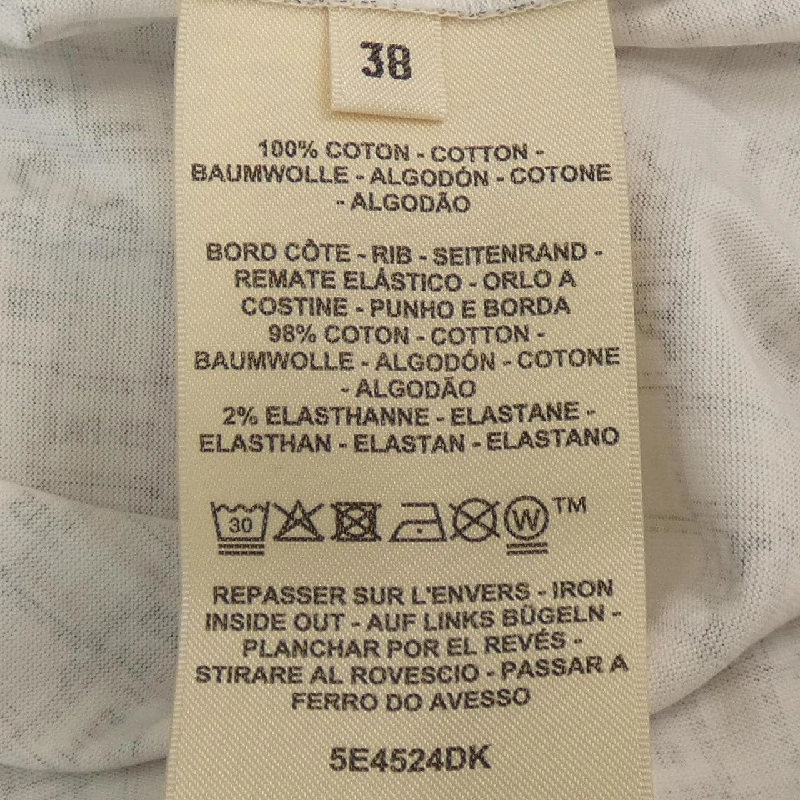 38
100% COTON - COTTON -
BAUMWOLLE - ALGODÓN - COTONE
- ALGODÃO
BORD CÔTE - RIB - SEITENRAND -
REMATE ELÁSTICO - ORLO A
COSTINE - PUNHO E BORDA
98% COTON - COTTON -
BAUMWOLLE - ALGODÓN - COTONE
- ALGODÃO
2% ELASTHANNE - ELASTANE -
ELASTHAN - ELASTAN - ELASTANO
30 W TM
REPASSER SUR L'ENVERS - IRON
INSIDE OUT - AUF LINKS BÜGELN -
PLANCHAR POR EL REVÉS -
STIRARE AL ROVESCIO - PASSAR A
FERRO DO AVESSO
5E4524DK